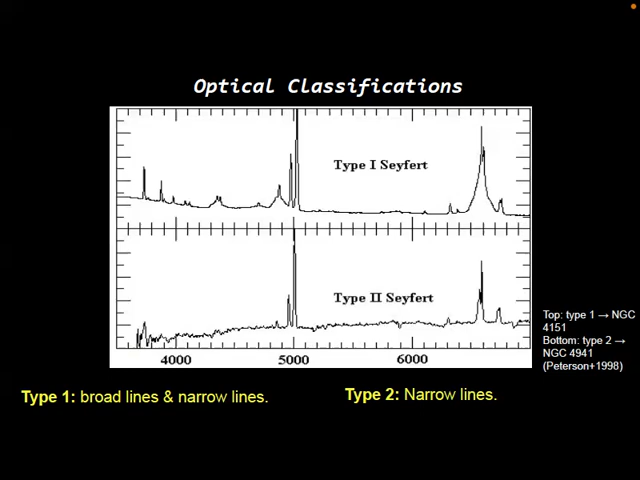 Optical Classifications
Type I Seyfert
Type II Seyfert
4000 5000 6000
Top: type 1 → NGC
4151
Bottom: type 2 →
NGC 4941
(Peterson+1998)
Type 1: broad lines & narrow lines.
Type 2: Narrow lines.